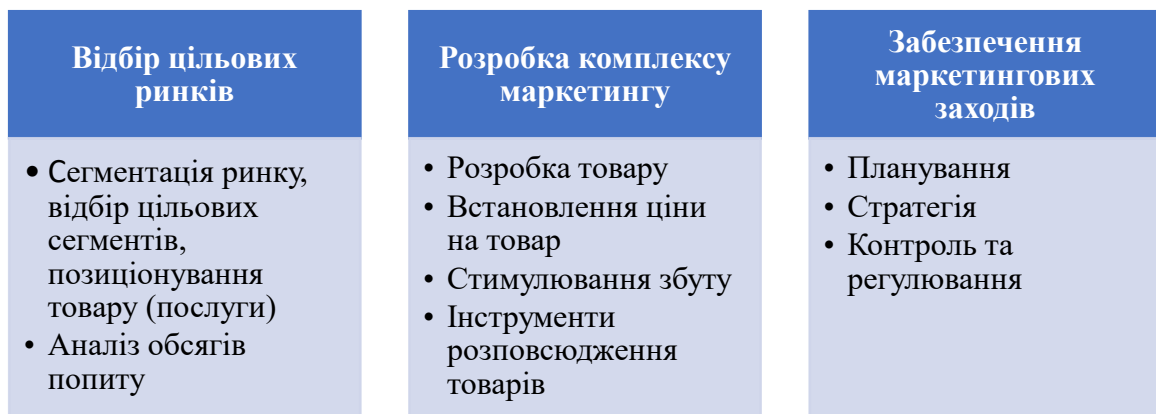 Відбір цільових
ринків
• Сегментація ринку,
відбір цільових
сегментів,
позиціонування
товару (послуги)
• Аналіз обсягів
попиту
Розробка комплексу
маркетингу
• Розробка товару
• Встановлення ціни
на товар
• Стимулювання збуту
• Інструменти
розповсюдження
товарів
Забезпечення
маркетингових
заходів
• Планування
• Стратегія
• Контроль та
регулювання